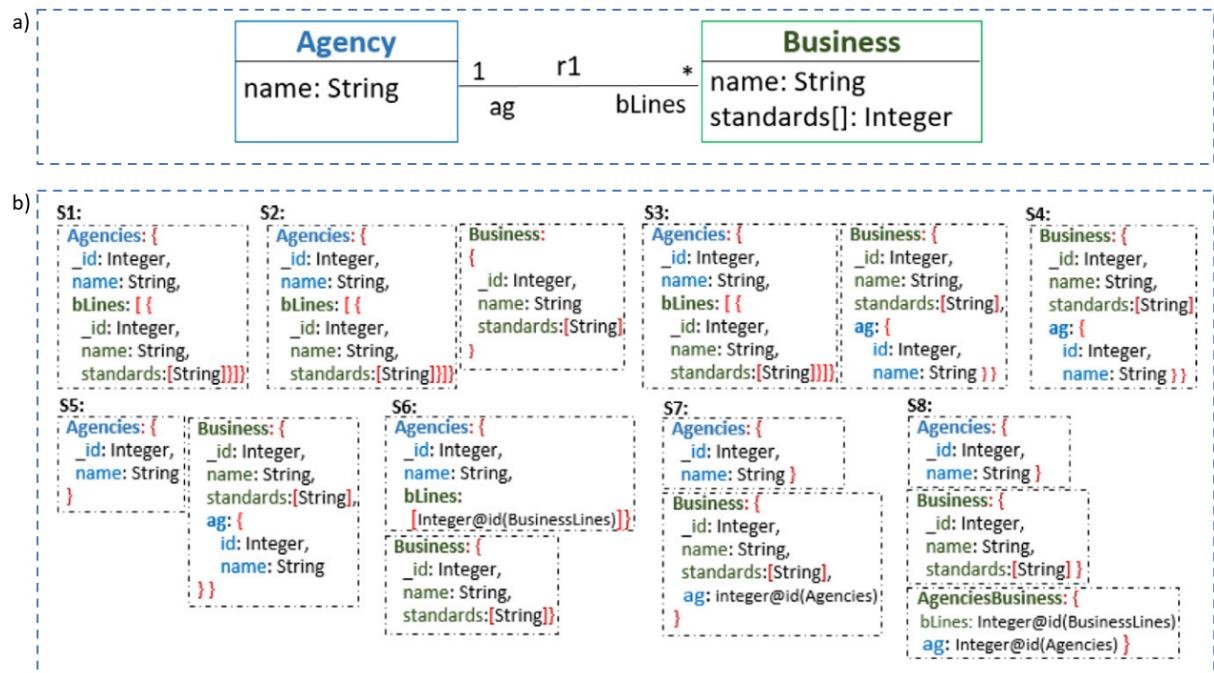 a)
Agency
name: String
1 r1 *
ag bLines
Business
name: String
standards[]: Integer
b)
S1:
Agencies: {
_id: Integer,
name: String,
bLines: [ {
_id: Integer,
name: String,
standards:[String]}]}
S2:
Agencies: {
_id: Integer,
name: String,
bLines: [ {
_id: Integer,
name: String,
standards:[String]}]}
Business:
{
_id: Integer,
name: String
standards:[String]
}
S3:
Agencies: {
_id: Integer,
name: String,
bLines: [ {
_id: Integer,
name: String,
standards:[String]}]}
Business: {
_id: Integer,
name: String,
standards:[String],
ag: {
id: Integer,
name: String } }
S4:
Business: {
_id: Integer,
name: String,
standards:[String]
ag: {
id: Integer,
name: String } }
S5:
Agencies: {
_id: Integer,
name: String
}
Business: {
_id: Integer,
name: String,
standards:[String],
ag: {
id: Integer,
name: String
} }
S6:
Agencies: {
_id: Integer,
name: String,
bLines:
[Integer@id(BusinessLines)]}
Business: {
_id: Integer,
name: String,
standards:[String]}
S7:
Agencies: {
_id: Integer,
name: String }
Business: {
_id: Integer,
name: String,
standards:[String],
ag: integer@id(Agencies)
}
S8:
Agencies: {
_id: Integer,
name: String }
Business: {
_id: Integer,
name: String,
standards:[String] }
AgenciesBusiness: {
bLines: Integer@id(BusinessLines)
ag: Integer@id(Agencies) }